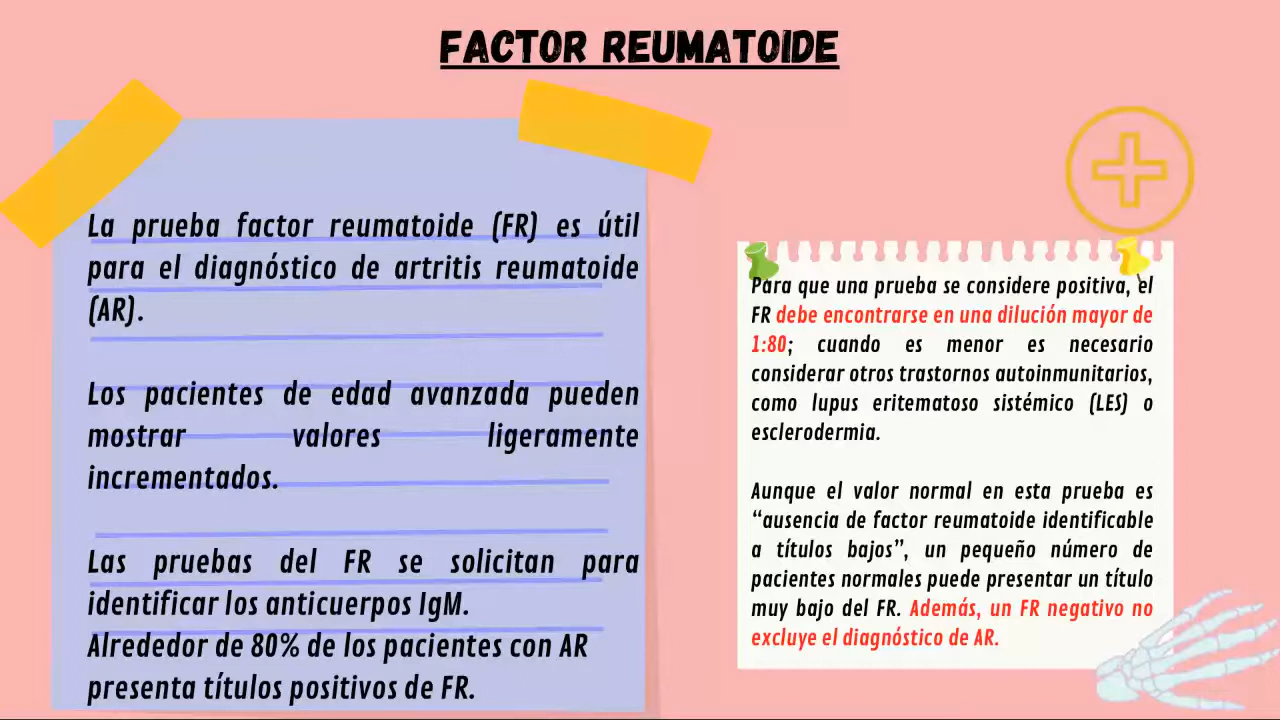 FACTOR REUMATOIDE
La prueba factor reumatoide (FR) es útil
para el diagnóstico de artritis reumatoide
(AR).
Los pacientes de edad avanzada pueden
mostrar valores ligeramente
incrementados.
Las pruebas del FR se solicitan para
identificar los anticuerpos IgM.
Alrededor de 80% de los pacientes con AR
presenta títulos positivos de FR.
Para que una prueba se considere positiva, el
FR debe encontrarse en una dilución mayor de
1:80; cuando es menor es necesario
considerar otros trastornos autoinmunitarios,
como lupus eritematoso sistémico (LES) o
esclerodermia.
Aunque el valor normal en esta prueba es
“ausencia de factor reumatoide identificable
a títulos bajos”, un pequeño número de
pacientes normales puede presentar un título
muy bajo del FR. Además, un FR negativo no
excluye el diagnóstico de AR.